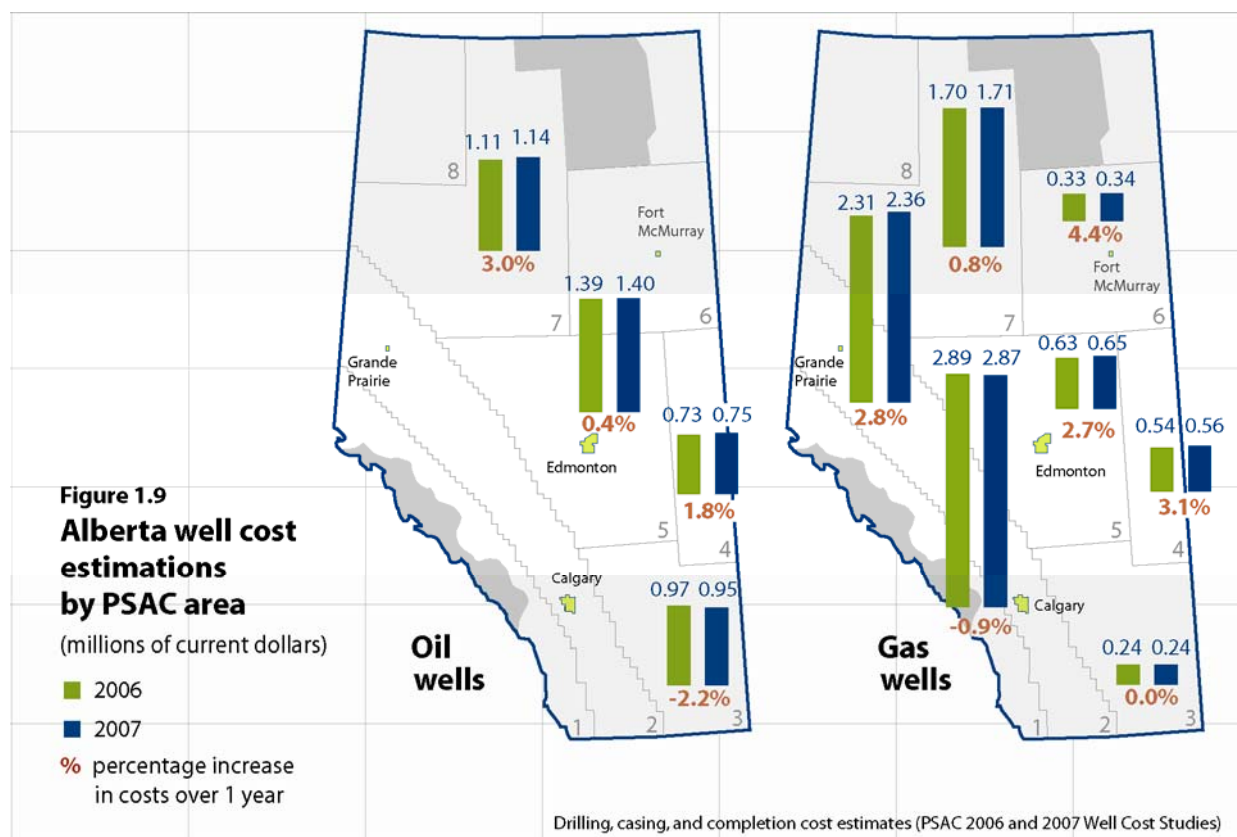 Figure 1.9
Alberta well cost
estimations
by PSAC area
(millions of current dollars)
2006
2007
% percentage increase
in costs over 1 year
Oil
wells
1.11 1.14
8
3.0%
Fort
McMurray
1.39 1.40
7
6
Grande
Prairie
0.4%
0.73 0.75
Edmonton
1.8%
5
4
Calgary
0.97 0.95
-2.2%
1
2
3
Gas
wells
1.70 1.71
8
0.33 0.34
2.31 2.36
4.4%
0.8%
Fort
McMurray
7
6
Grande
Prairie
2.89 2.87
0.63 0.65
2.8%
2.7%
0.54 0.56
Edmonton
3.1%
5
4
Calgary
-0.9%
0.24 0.24
0.0%
1
2
3
Drilling, casing, and completion cost estimates (PSAC 2006 and 2007 Well Cost Studies)